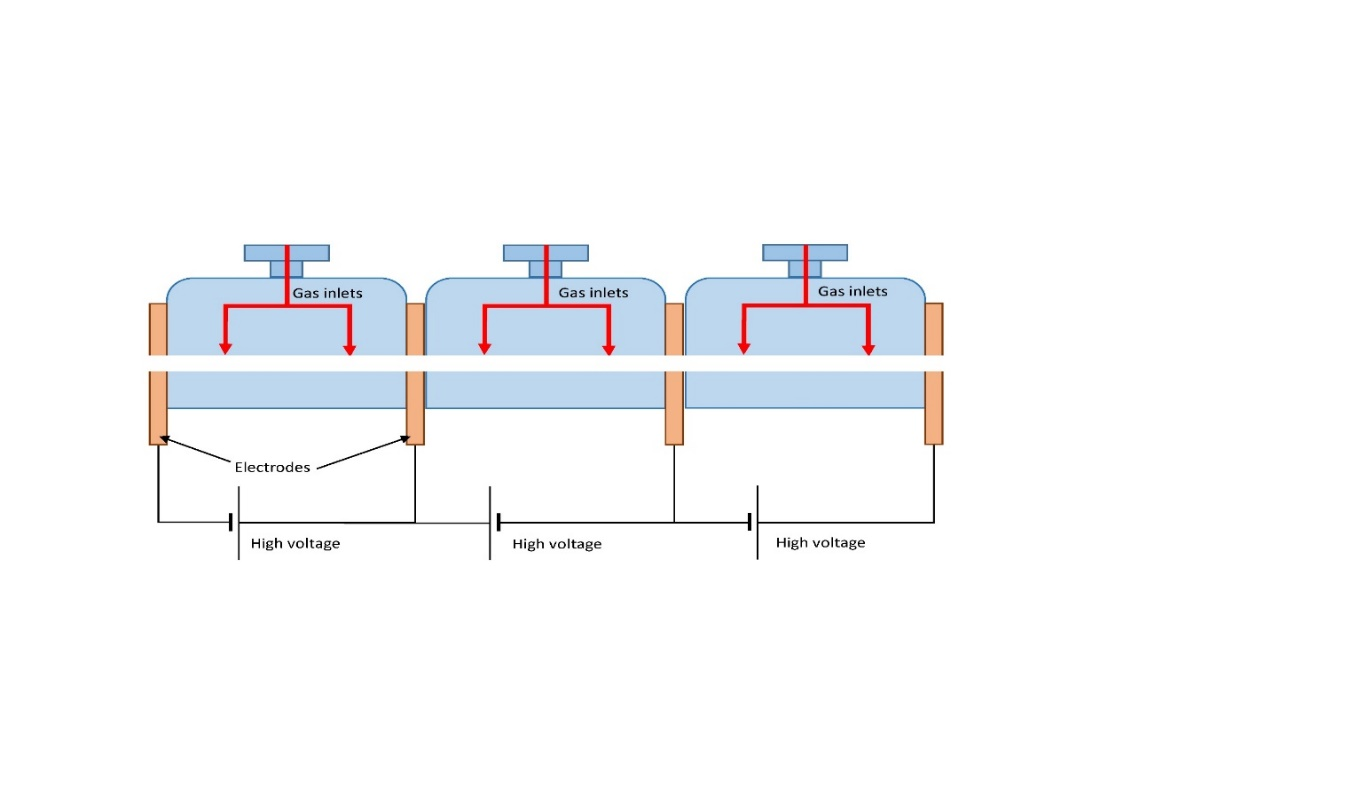 Gas inlets
Gas inlets
Gas inlets
Electrodes
High voltage
High voltage
High voltage